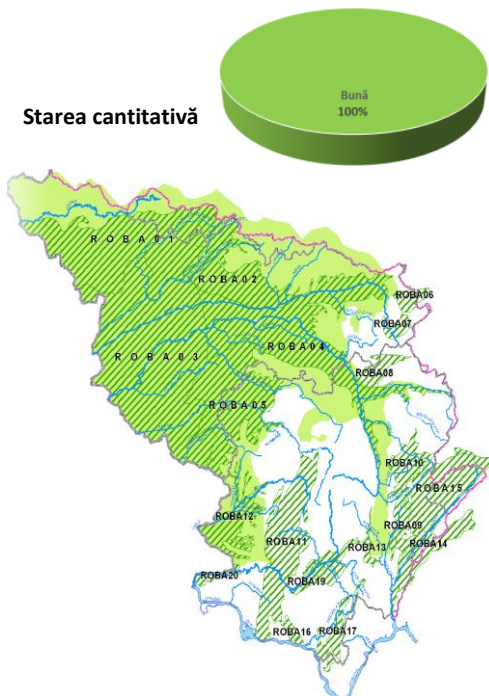 Bună
100%
Starea cantitativă
ROBA01
ROBA02
ROBA06
ROBA07
ROBA04
ROBA03
ROBA08
ROBA05
ROBA10
ROBA15
ROBA12
ROBA09
ROBA11
ROBA13
ROBA14
ROBA20
ROBA19
ROBA16
ROBA17